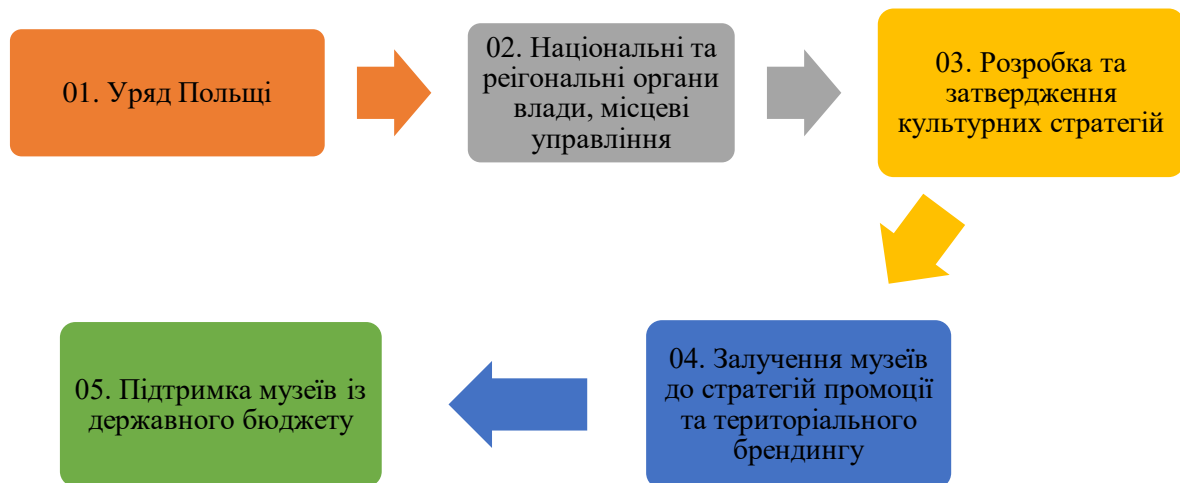 01. Уряд Польщі
02. Національні та
реігональні органи
влади, місцеві
управління
03. Розробка та
затвердження
культурних стратегій
04. Залучення музеїв
до стратегій промоції
та територіального
брендингу
05. Підтримка музеїв із
державного бюджету